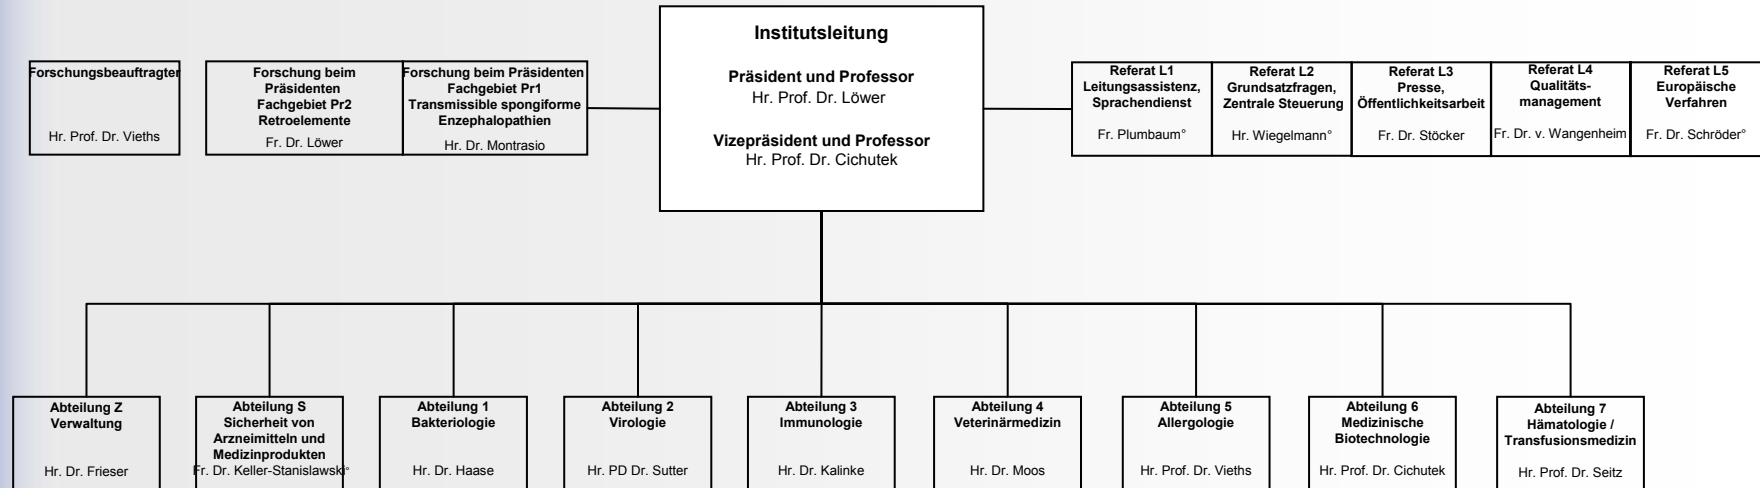 Institutsleitung
Präsident und Professor
Hr. Prof. Dr. Löwer
Vizepräsident und Professor
Hr. Prof. Dr. Cichutek
Forschungsbeauftragter
Hr. Prof. Dr. Vieths
Forschung beim
Präsidenten
Fachgebiet Pr2
Retroelemente
Fr. Dr. Löwer
Forschung beim Präsidenten
Fachgebiet Pr1
Transmissible spongiforme
Enzephalopathien
Hr. Dr. Montrasio
Referat L1
Leitungsassistenz,
Sprachendienst
Fr. Plumbaum°
Referat L2
Grundsatzfragen,
Zentrale Steuerung
Hr. Wiegelmann°
Referat L3
Presse,
Öffentlichkeitsarbeit
Fr. Dr. Stöcker
Referat L4
Qualitäts-
management
Fr. Dr. v. Wangenheim
Referat L5
Europäische
Verfahren
Fr. Dr. Schröder°
Abteilung Z
Verwaltung
Hr. Dr. Frieser
Abteilung S
Sicherheit von
Arzneimitteln und
Medizinprodukten
Fr. Dr. Keller-Stanislawski°
Abteilung 1
Bakteriologie
Hr. Dr. Haase
Abteilung 2
Virologie
Hr. PD Dr. Sutter
Abteilung 3
Immunologie
Hr. Dr. Kalinke
Abteilung 4
Veterinärmedizin
Hr. Dr. Moos
Abteilung 5
Allergologie
Hr. Prof. Dr. Vieths
Abteilung 6
Medizinische
Biotechnologie
Hr. Prof. Dr. Cichutek
Abteilung 7
Hämatologie /
Transfusionsmedizin
Hr. Prof. Dr. Seitz